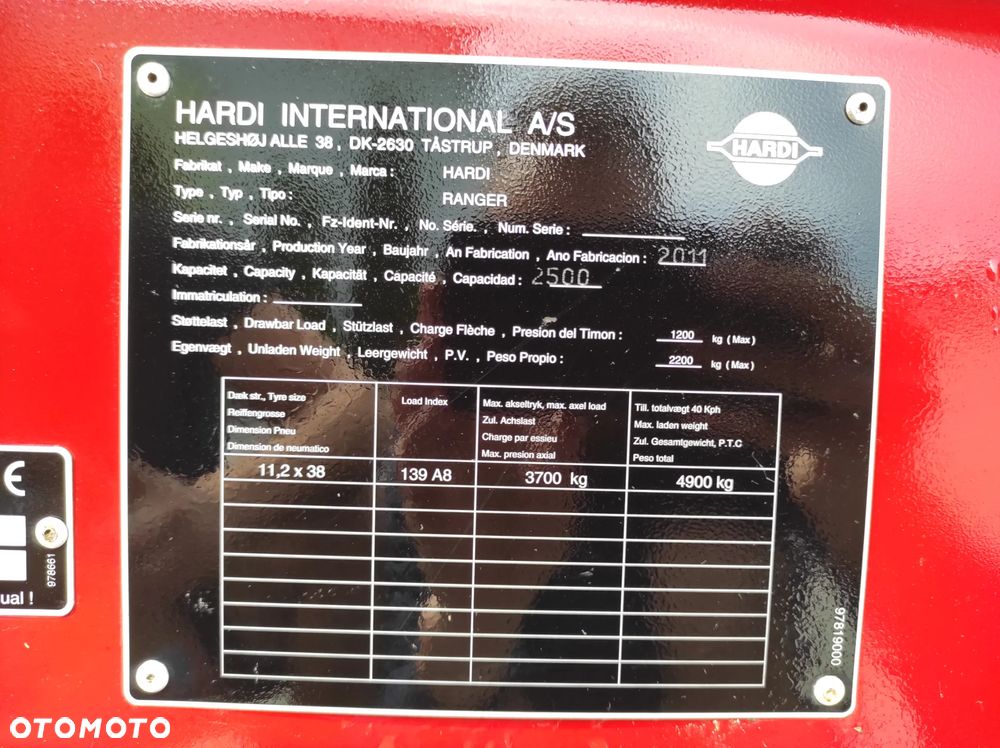 HARDI INTERNATIONAL A/S
HELGESHØJ ALLE 38 , DK-2630 TÅSTRUP , DENMARK
HARDI
Fabrikat , Make , Marque , Marca : HARDI
Type , Typ , Tipo : RANGER
Serie nr. , Serial No. , Fz-Ident-Nr. , No. Série. , Num. Serie :
Fabrikationsår , Production Year , Baujahr , An Fabrication , Ano Fabricacion : 2011
Kapacitet , Capacity , Kapacität , Capacité , Capacidad : 2500
Immatriculation :
Støttelast , Drawbar Load , Stützlast , Charge Flèche , Presion del Timon : 1200 kg ( Max )
Egenvægt , Unladen Weight , Leergewicht , P.V. , Peso Propio : 2200 kg ( Max )
Dæk str., Tyre size
Reiffengrosse
Dimension Pneu
Dimension de neumatico
Load Index
Max. akseltryk, max. axel load
Zul. Achslast
Charge par essieu
Max. presion axial
Till. totalvægt 40 Kph
Max. laden weight
Zul. Gesamtgewicht, P.T.C
Peso total
11,2 x 38 139 A8 3700 kg 4900 kg
97819000
CE
978661
ual !
OTOMOTO